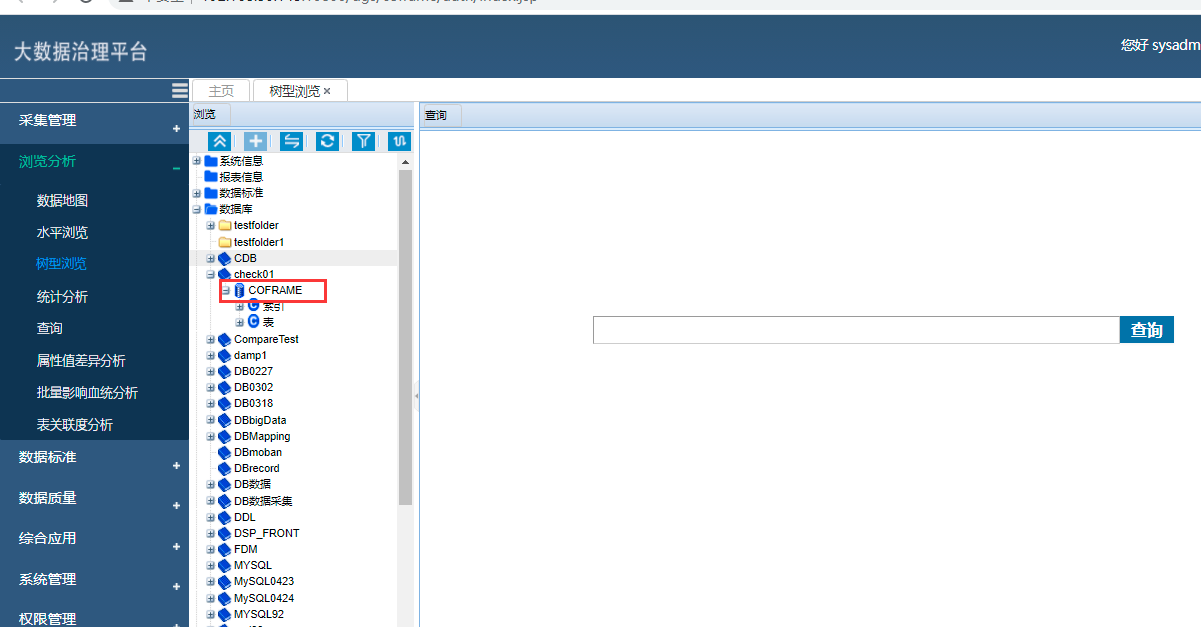 大数据治理平台
您好 sysadm
主页
树型浏览 ×
采集管理
浏览分析
数据地图
水平浏览
树型浏览
统计分析
查询
属性值差异分析
批量影响血统分析
表关联度分析
数据标准
数据质量
综合应用
系统管理
权限管理
浏览
系统信息
报表信息
数据标准
数据库
testfolder
testfolder1
CDB
check01
COFRAME
索引
表
CompareTest
damp1
DB0227
DB0302
DB0318
DBbigData
DBMapping
DBmoban
DBrecord
DB数据
DB数据采集
DDL
DSP_FRONT
FDM
MYSQL
MySQL0423
MySQL0424
MYSQL92
查询
查询